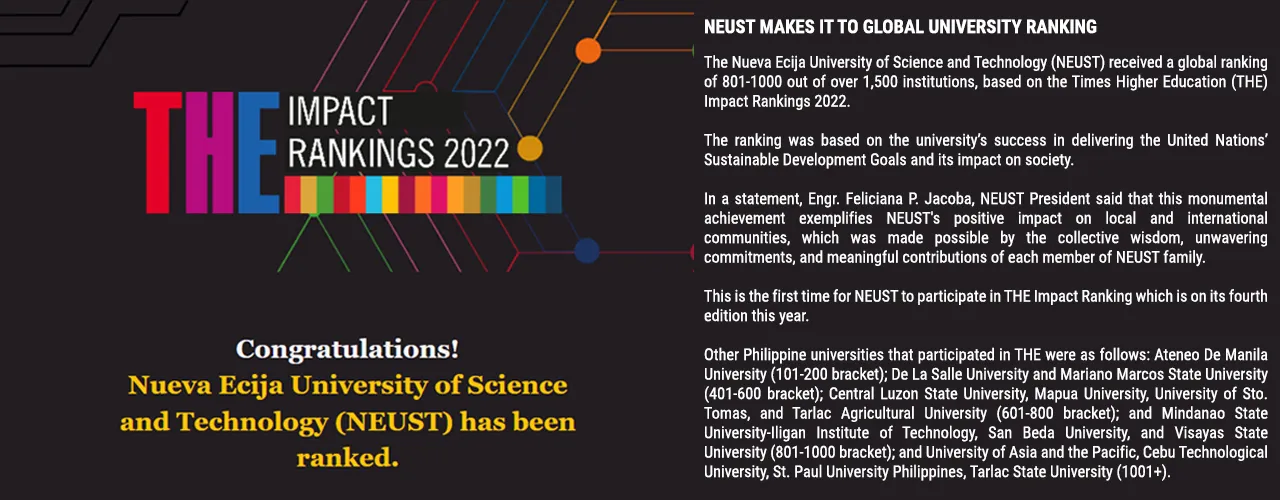 THE IMPACT
RANKINGS 2022
Congratulations!
Nueva Ecija University of Science
and Technology (NEUST) has been
ranked.
NEUST MAKES IT TO GLOBAL UNIVERSITY RANKING
The Nueva Ecija University of Science and Technology (NEUST) received a global ranking
of 801-1000 out of over 1,500 institutions, based on the Times Higher Education (THE)
Impact Rankings 2022.
The ranking was based on the university’s success in delivering the United Nations’
Sustainable Development Goals and its impact on society.
In a statement, Engr. Feliciana P. Jacoba, NEUST President said that this monumental
achievement exemplifies NEUST's positive impact on local and international
communities, which was made possible by the collective wisdom, unwavering
commitments, and meaningful contributions of each member of NEUST family.
This is the first time for NEUST to participate in THE Impact Ranking which is on its fourth
edition this year.
Other Philippine universities that participated in THE were as follows: Ateneo De Manila
University (101-200 bracket); De La Salle University and Mariano Marcos State University
(401-600 bracket); Central Luzon State University, Mapua University, University of Sto.
Tomas, and Tarlac Agricultural University (601-800 bracket); and Mindanao State
University-Iligan Institute of Technology, San Beda University, and Visayas State
University (801-1000 bracket); and University of Asia and the Pacific, Cebu Technological
University, St. Paul University Philippines, Tarlac State University (1001+).